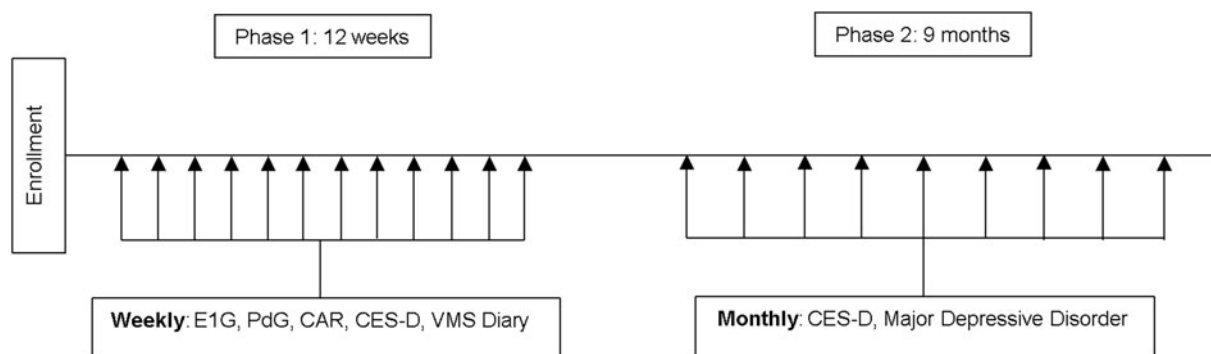 Phase 1: 12 weeks
Phase 2: 9 months
Enrollment
Weekly: E1G, PdG, CAR, CES-D, VMS Diary
Monthly: CES-D, Major Depressive Disorder